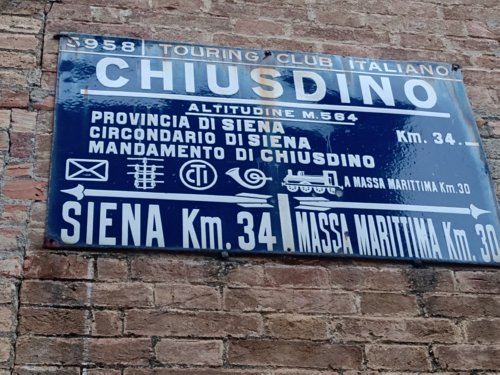 5958 TOURING CLUB ITALIANO
CHIUSDINO
ALTITUDINE M. 564
PROVINCIA DI SIENA
CIRCONDARIO DI SIENA Km. 34.
MANDAMENTO DI CHIUSDINO
CTI A MASSA MARITTIMA Km. 30
SIENA Km. 34 MASSA MARITTIMA Km. 30